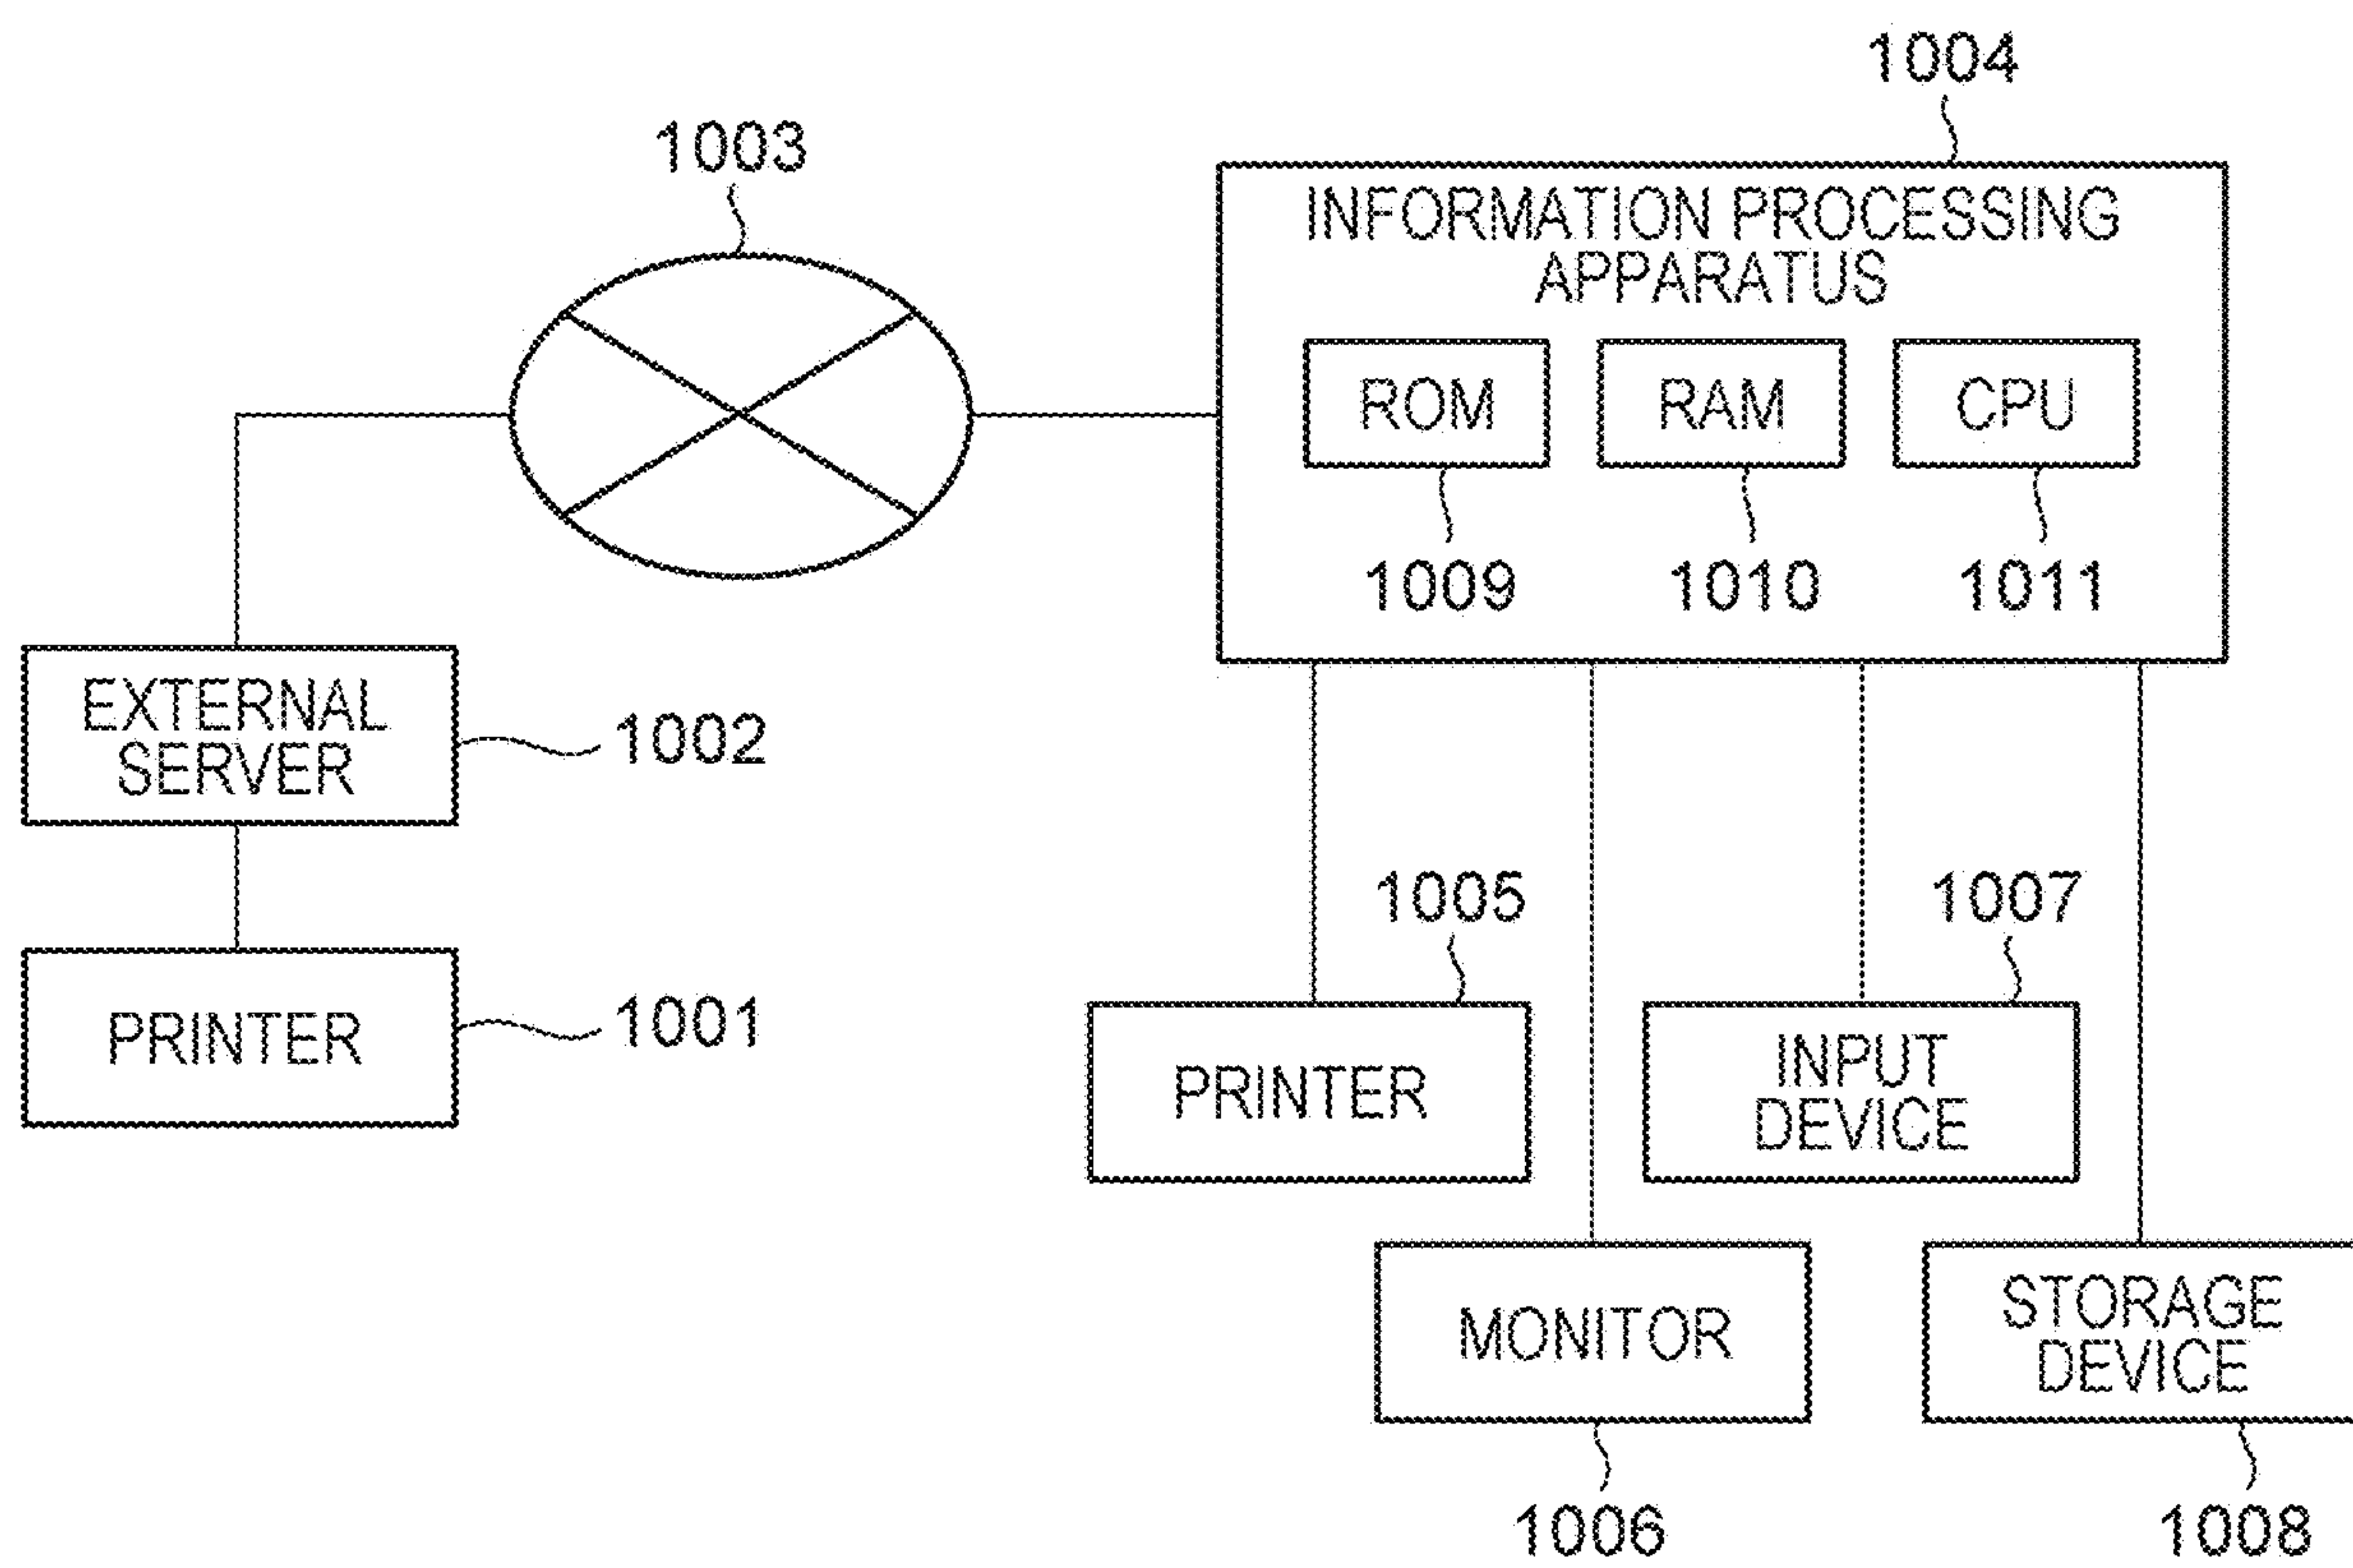 1004
1003
INFORMATION PROCESSING
APPARATUS
ROM
RAM
CPU
1009
1010
1011
EXTERNAL
SERVER
1002
1005
1007
PRINTER
1001
PRINTER
INPUT
DEVICE
MONITOR
STORAGE
DEVICE
1006
1008